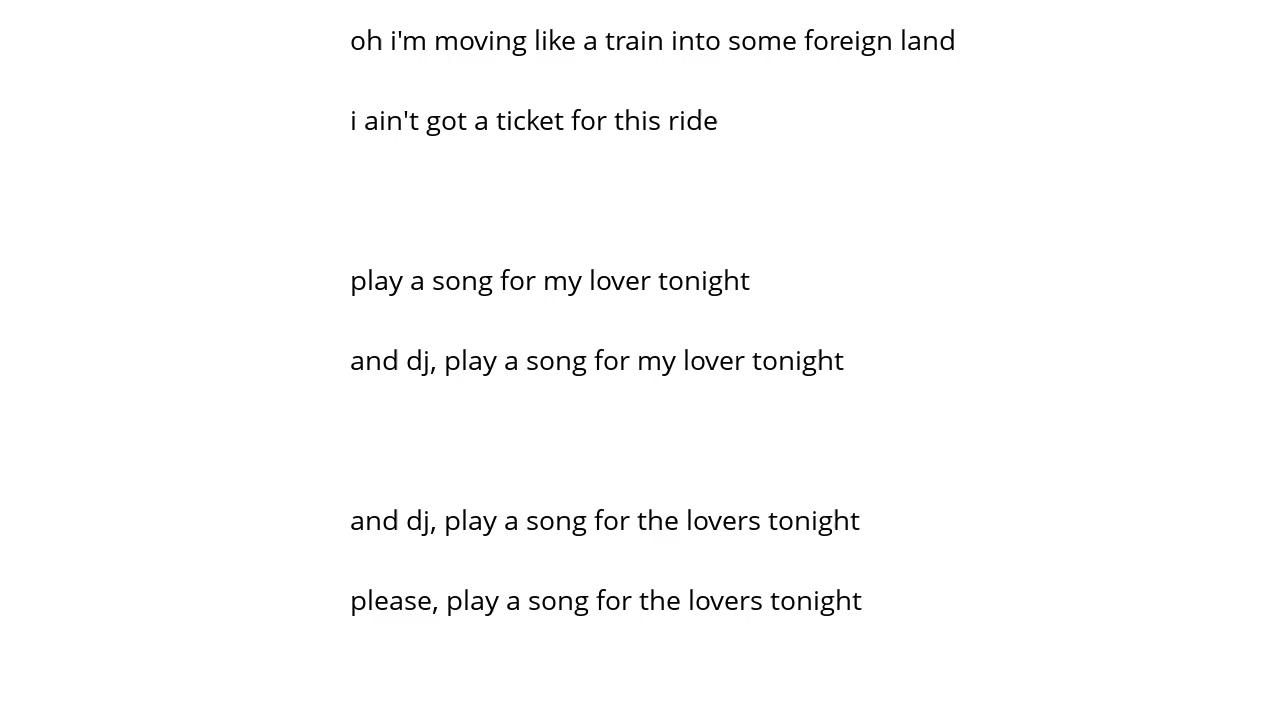 oh i'm moving like a train into some foreign land
i ain't got a ticket for this ride
play a song for my lover tonight
and dj, play a song for my lover tonight
and dj, play a song for the lovers tonight
please, play a song for the lovers tonight